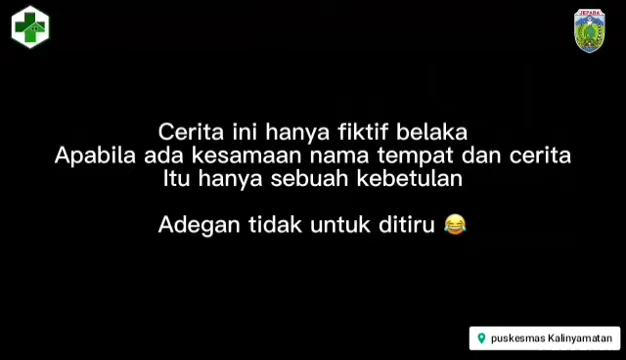 JEPARA
Cerita ini hanya fiktif belaka
Apabila ada kesamaan nama tempat dan cerita
Itu hanya sebuah kebetulan
Adegan tidak untuk ditiru 😂
puskesmas Kalinyamatan